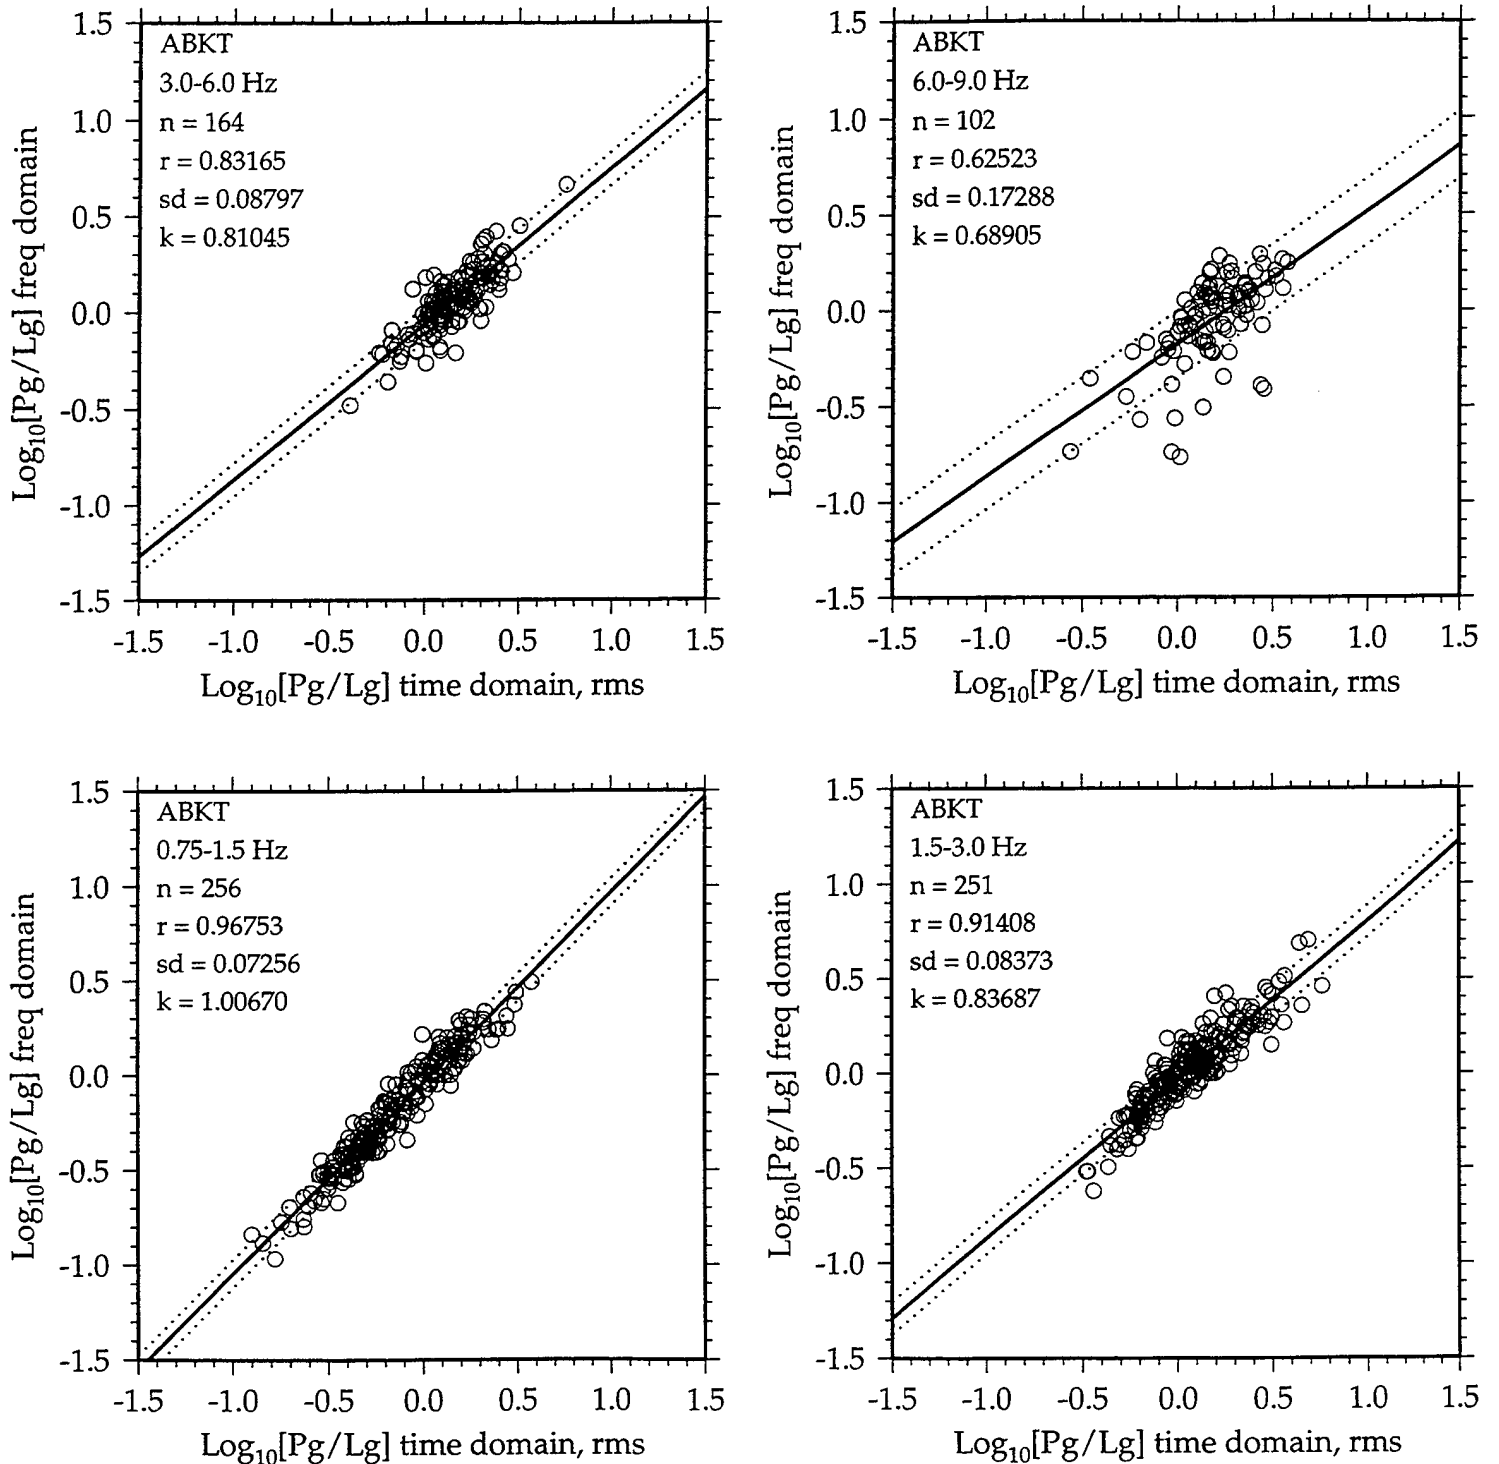 ABKT
3.0-6.0 Hz
n = 164
r = 0.83165
sd = 0.08797
k = 0.81045
1.5
1.0
0.5
0.0
-0.5
-1.0
-1.5
Log10[Pg/Lg] freq domain
-1.5 -1.0 -0.5 0.0 0.5 1.0 1.5
Log10[Pg/Lg] time domain, rms
ABKT
6.0-9.0 Hz
n = 102
r = 0.62523
sd = 0.17288
k = 0.68905
1.5
1.0
0.5
0.0
-0.5
-1.0
-1.5
Log10[Pg/Lg] freq domain
-1.5 -1.0 -0.5 0.0 0.5 1.0 1.5
Log10[Pg/Lg] time domain, rms
ABKT
0.75-1.5 Hz
n = 256
r = 0.96753
sd = 0.07256
k = 1.00670
1.5
1.0
0.5
0.0
-0.5
-1.0
-1.5
Log10[Pg/Lg] freq domain
-1.5 -1.0 -0.5 0.0 0.5 1.0 1.5
Log10[Pg/Lg] time domain, rms
ABKT
1.5-3.0 Hz
n = 251
r = 0.91408
sd = 0.08373
k = 0.83687
1.5
1.0
0.5
0.0
-0.5
-1.0
-1.5
Log10[Pg/Lg] freq domain
-1.5 -1.0 -0.5 0.0 0.5 1.0 1.5
Log10[Pg/Lg] time domain, rms